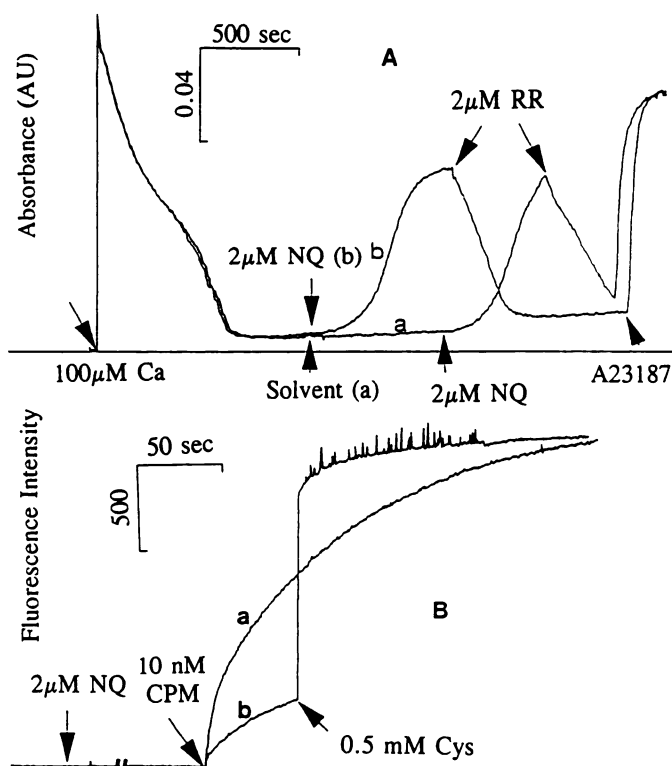 500 sec
A
Absorbance (AU)
0.04
2μM RR
2μM NQ (b)
b
a
100μM Ca
Solvent (a)
2μM NQ
A23187
Fluorescence Intensity
50 sec
500
a
B
10 nM
CPM
2μM NQ
b
0.5 mM Cys